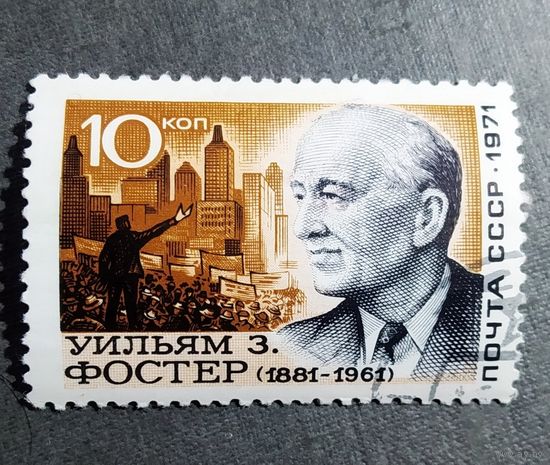 10 КОП
УИЛЬЯМ З.
ФОСТЕР (1881-1961)
ПОЧТА СССР · 1971